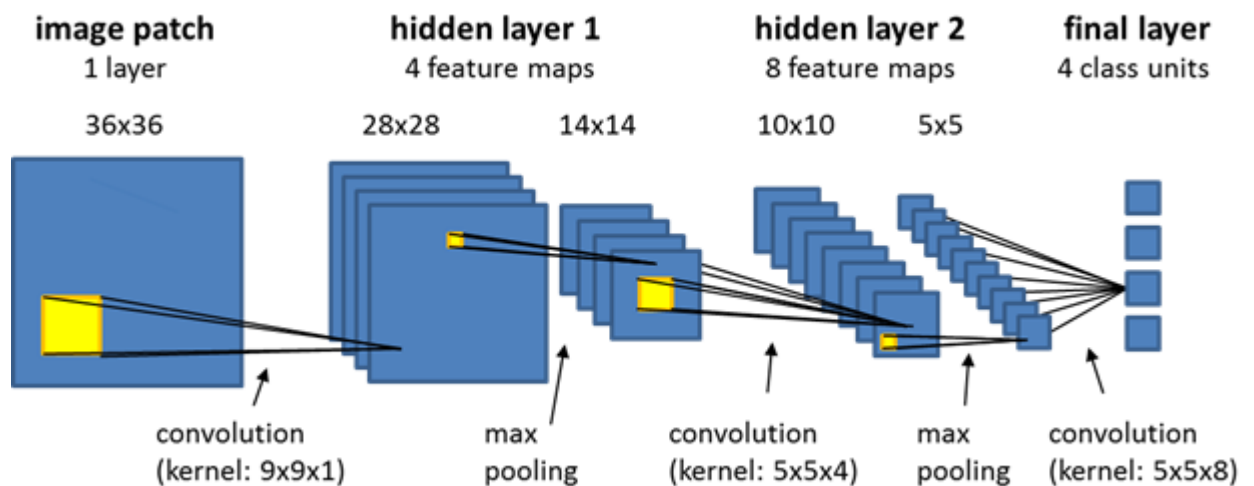 image patch
1 layer
hidden layer 1
4 feature maps
hidden layer 2
8 feature maps
final layer
4 class units
36x36
28x28
14x14
10x10
5x5
convolution
(kernel: 9x9x1)
max
pooling
convolution
(kernel: 5x5x4)
max
pooling
convolution
(kernel: 5x5x8)